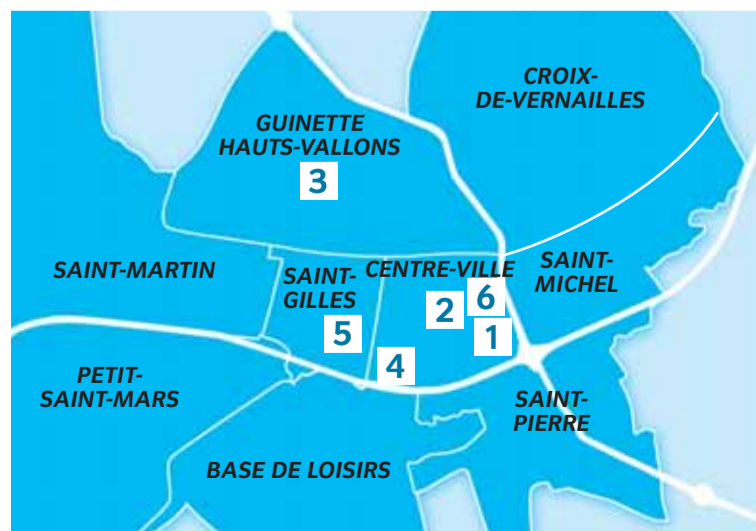 CROIX-
DE-VERNAILLES
GUINETTE
HAUTS-VALLONS
3
SAINT-MARTIN
SAINT-
GILLES
5
CENTRE-VILLE
6
2
1
4
SAINT-
MICHEL
PETIT-
SAINT-MARS
SAINT-
PIERRE
BASE DE LOISIRS